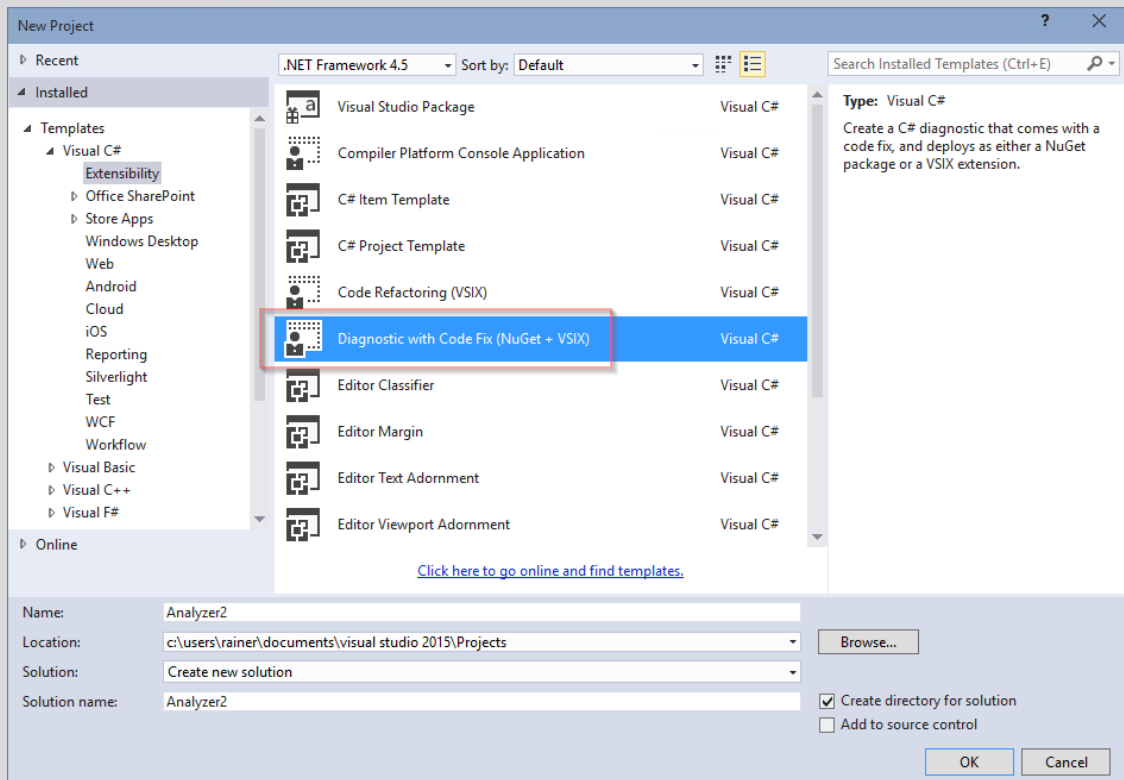 New Project
?
Recent
Installed
Templates
Visual C#
Extensibility
Office SharePoint
Store Apps
Windows Desktop
Web
Android
Cloud
iOS
Reporting
Silverlight
Test
WCF
Workflow
Visual Basic
Visual C++
Visual F#
Online
.NET Framework 4.5 Sort by: Default
Visual Studio Package Visual C#
Compiler Platform Console Application Visual C#
C# Item Template Visual C#
C# Project Template Visual C#
Code Refactoring (VSIX) Visual C#
Diagnostic with Code Fix (NuGet + VSIX) Visual C#
Editor Classifier Visual C#
Editor Margin Visual C#
Editor Text Adornment Visual C#
Editor Viewport Adornment Visual C#
Click here to go online and find templates.
Search Installed Templates (Ctrl+E)
Type: Visual C#
Create a C# diagnostic that comes with a
code fix, and deploys as either a NuGet
package or a VSIX extension.
Name: Analyzer2
Location: c:\users\rainer\documents\visual studio 2015\Projects Browse...
Solution: Create new solution
Solution name: Analyzer2
Create directory for solution
Add to source control
OK Cancel